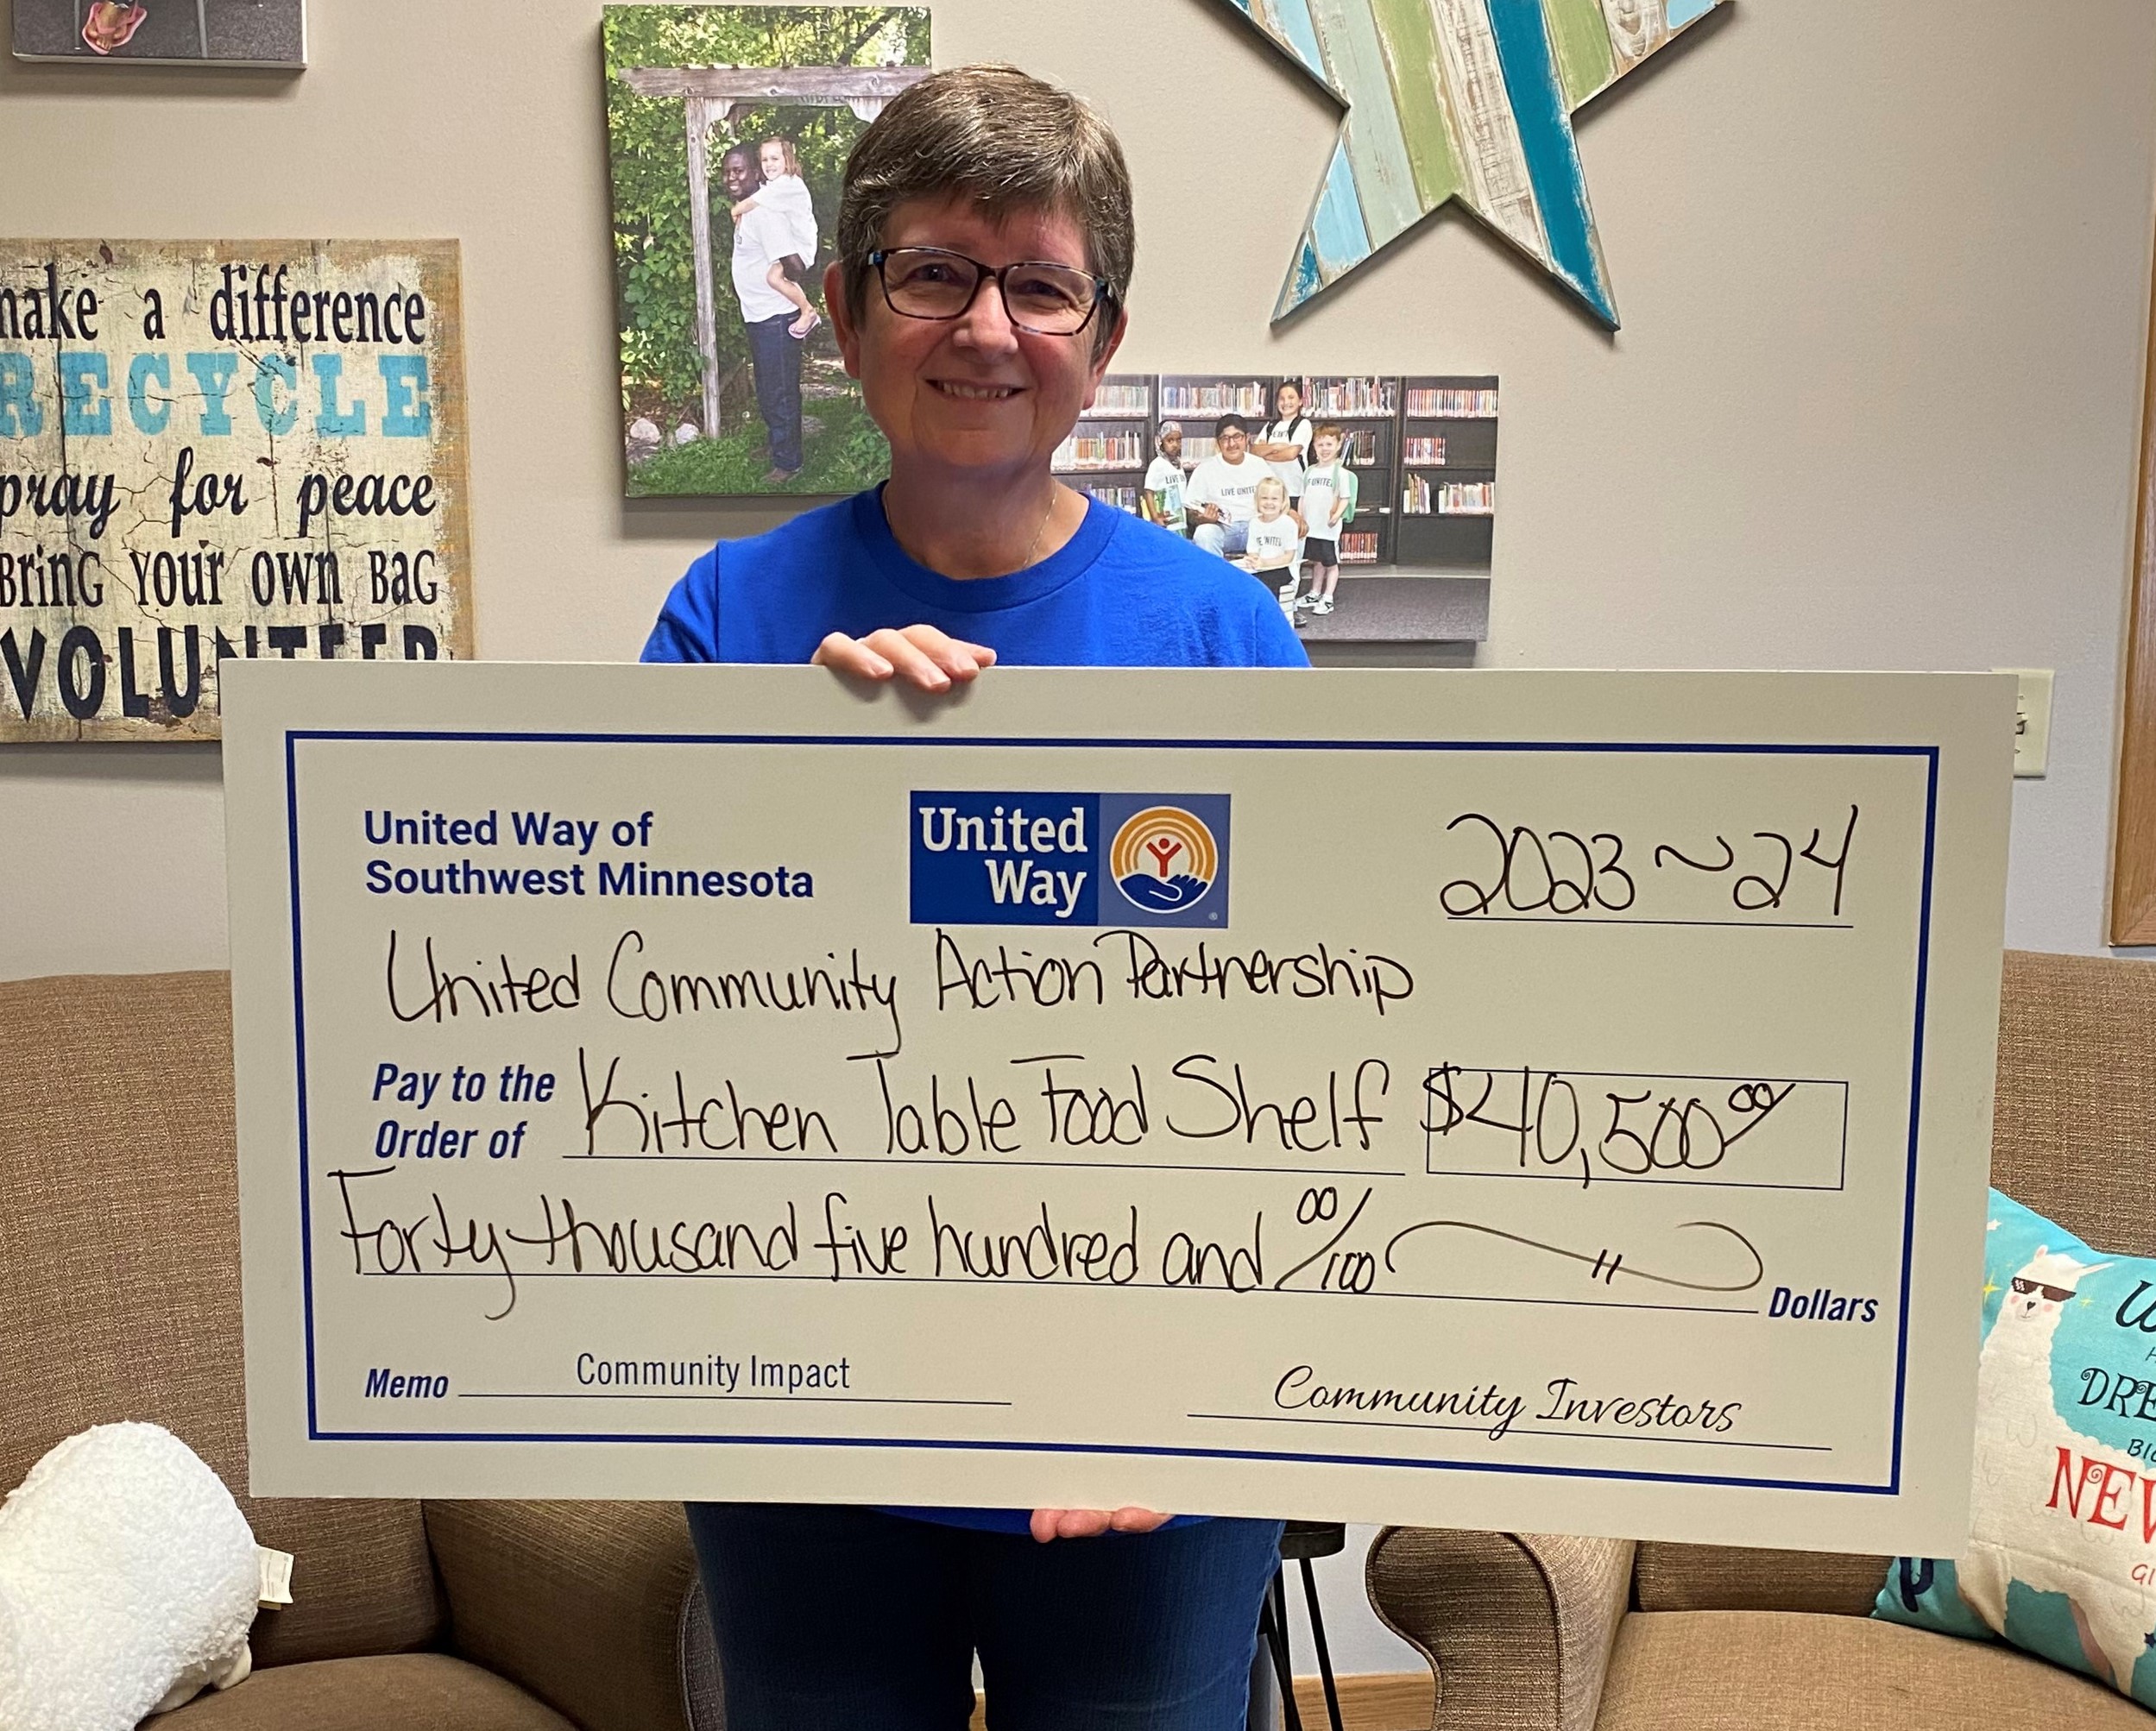 make a difference
RECYCLE
pray for peace
BrinG Your own BaG
LIVE UNITED
United Way of
Southwest Minnesota
United
Way
®
2023~24
United Community Action Partnership
Pay to the
Order of
Kitchen Table Food Shelf $40,500 00/
Forty thousand five hundred and 00/100
Dollars
Memo
Community Impact
Community Investors